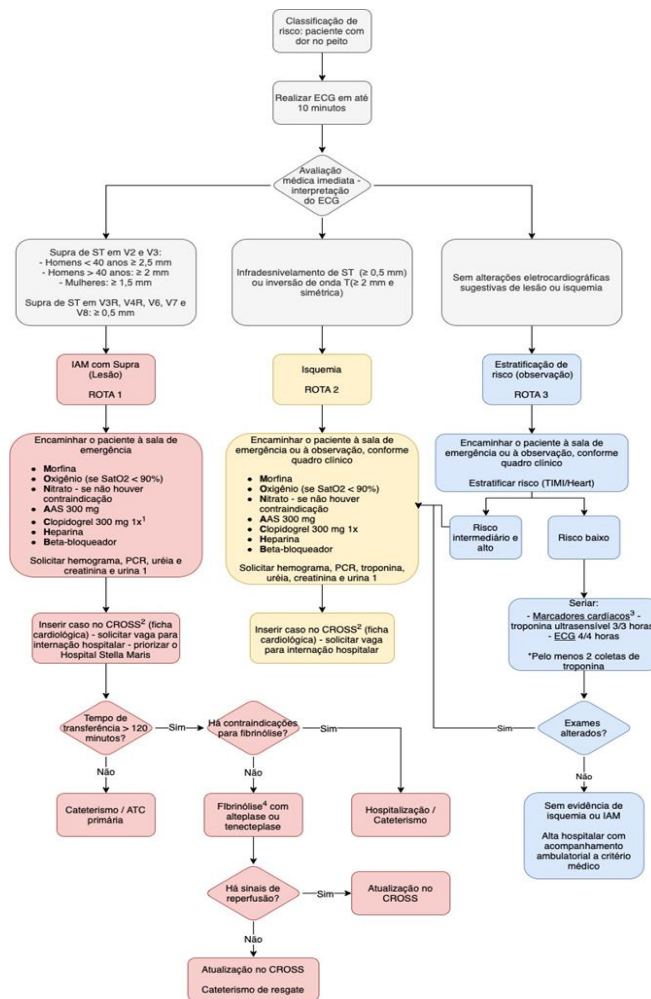 Classificação de
risco: paciente com
dor no peito
Realizar ECG em até
10 minutos
Avaliação
médica imediata -
interpretação
do ECG
Supra de ST em V2 e V3:
- Homens < 40 anos ≥ 2,5 mm
- Homens > 40 anos: ≥ 2 mm
- Mulheres: ≥ 1,5 mm
Supra de ST em V3R, V4R, V6, V7 e
V8: ≥ 0,5 mm
Infradesnivelamento de ST (≥ 0,5 mm)
ou inversão de onda T(≥ 2 mm e
simétrica)
Sem alterações eletrocardiográficas
sugestivas de lesão ou isquemia
IAM com Supra
(Lesão)
ROTA 1
Isquemia
ROTA 2
Estratificação de
risco (observação)
ROTA 3
Encaminhar o paciente à sala de
emergência
Morfina
Oxigênio (se SatO2 < 90%)
Nitrato - se não houver
contraindicação
AAS 300 mg
Clopidogrel 300 mg 1x¹
Heparina
Beta-bloqueador
Solicitar hemograma, PCR, uréia e
creatinina e urina 1
Encaminhar o paciente à sala de
emergência ou à observação, conforme
quadro clínico
Morfina
Oxigênio (se SatO2 < 90%)
Nitrato - se não houver
contraindicação
AAS 300 mg
Clopidogrel 300 mg 1x
Heparina
Beta-bloqueador
Solicitar hemograma, PCR, troponina,
uréia, creatinina e urina 1
Encaminhar o paciente à sala de
emergência ou à observação, conforme
quadro clínico
Estratificar risco (TIMI/Heart)
Risco
intermediário e
alto
Risco baixo
Inserir caso no CROSS² (ficha
cardiológica) - solicitar vaga para
internação hospitalar - priorizar o
Hospital Stella Maris
Inserir caso no CROSS² (ficha
cardiológica) - solicitar vaga
para internação hospitalar
Seriar:
- Marcadores cardíacos³ -
troponina ultrasensível 3/3 horas
- ECG 4/4 horas
*Pelo menos 2 coletas de
troponina
Tempo de
transferência > 120
minutos?
Sim
Há contraindicações
para fibrinólise?
Sim
Sim
Exames
alterados?
Não
Não
Não
Cateterismo / ATC
primária
FIbrinólise⁴ com
alteplase ou
tenecteplase
Hospitalização /
Cateterismo
Sem evidência de
isquemia ou IAM
Alta hospitalar com
acompanhamento
ambulatorial a critério
médico
Há sinais
de reperfusão?
Sim
Atualização no
CROSS
Não
Atualização no CROSS
Cateterismo de resgate